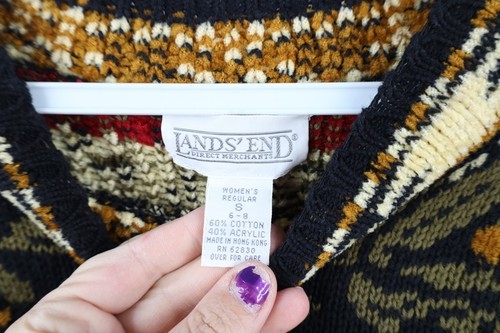 LANDS' END
DIRECT MERCHANTS
WOMEN'S
REGULAR
S
6-8
60% COTTON
40% ACRYLIC
MADE IN HONG KONG
RN 62830
OVER FOR CARE